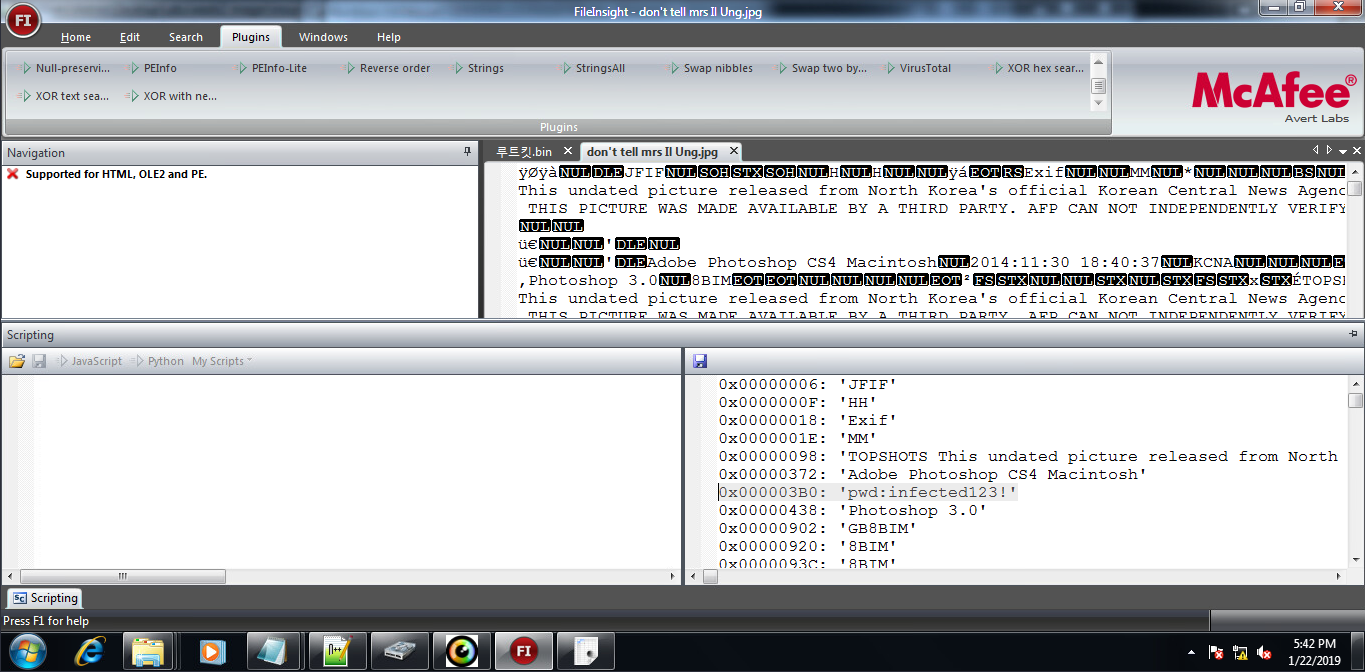 FileInsight - don't tell mrs Il Ung.jpg
FI
Home Edit Search Plugins Windows Help
Null-preservi... PEInfo PEInfo-Lite Reverse order Strings StringsAll Swap nibbles Swap two by... VirusTotal XOR hex sear...
XOR text sea... XOR with ne...
Plugins
McAfee®
Avert Labs
Navigation
Supported for HTML, OLE2 and PE.
루트킷.bin don't tell mrs Il Ung.jpg
ÿØÿàNULDLEJFIFNULSOHSTXSOHNULHNULHNULNULÿáEOTRSExifNULNULMMNUL*NULNULNULBSNUL
This undated picture released from North Korea's official Korean Central News Agenc
THIS PICTURE WAS MADE AVAILABLE BY A THIRD PARTY. AFP CAN NOT INDEPENDENTLY VERIFY
NULNUL
ü€NULNUL'DLENUL
ü€NULNUL'DLEAdobe Photoshop CS4 MacintoshNUL2014:11:30 18:40:37NULKCNANULNULNULE
,Photoshop 3.0NUL8BIMEOTEOTNULNULNULNULNULEOT²FSSTXNULNULSTXNULSTXFSSTXxSTXÉTOPSH
This undated picture released from North Korea's official Korean Central News Agenc
THIS PICTURE WAS MADE AVAILABLE BY A THIRD PARTY. AFP CAN NOT INDEPENDENTLY VERIFY
Scripting
JavaScript Python My Scripts
0x00000006: 'JFIF'
0x0000000F: 'HH'
0x00000018: 'Exif'
0x0000001E: 'MM'
0x00000098: 'TOPSHOTS This undated picture released from North
0x00000372: 'Adobe Photoshop CS4 Macintosh'
0x000003B0: 'pwd:infected123!'
0x00000438: 'Photoshop 3.0'
0x00000902: 'GB8BIM'
0x00000920: '8BIM'
0x0000093C: '8BIM'
Sc Scripting
Press F1 for help
FI
5:42 PM
1/22/2019